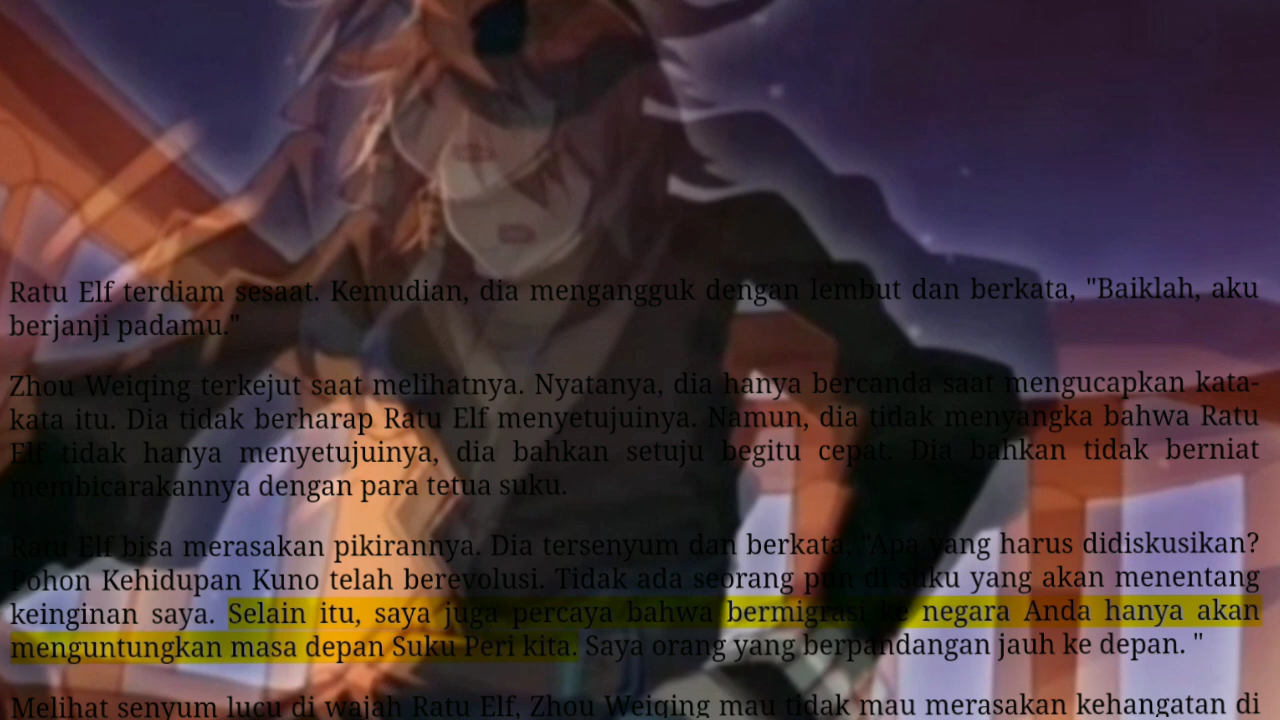 Ratu Elf terdiam sesaat. Kemudian, dia mengangguk dengan lembut dan berkata, "Baiklah, aku
berjanji padamu."
Zhou Weiqing terkejut saat melihatnya. Nyatanya, dia hanya bercanda saat mengucapkan kata-
kata itu. Dia tidak berharap Ratu Elf menyetujuinya. Namun, dia tidak menyangka bahwa Ratu
Elf tidak hanya menyetujuinya, dia bahkan setuju begitu cepat. Dia bahkan tidak berniat
membicarakannya dengan para tetua suku.
Ratu Elf bisa merasakan pikirannya. Dia tersenyum dan berkata, "Apa yang harus didiskusikan?
Pohon Kehidupan Kuno telah berevolusi. Tidak ada seorang pun di suku yang akan menentang
keinginan saya. Selain itu, saya juga percaya bahwa bermigrasi ke negara Anda hanya akan
menguntungkan masa depan Suku Peri kita. Saya orang yang berpandangan jauh ke depan. "
Melihat senyum lucu di wajah Ratu Elf, Zhou Weiqing mau tidak mau merasakan kehangatan di